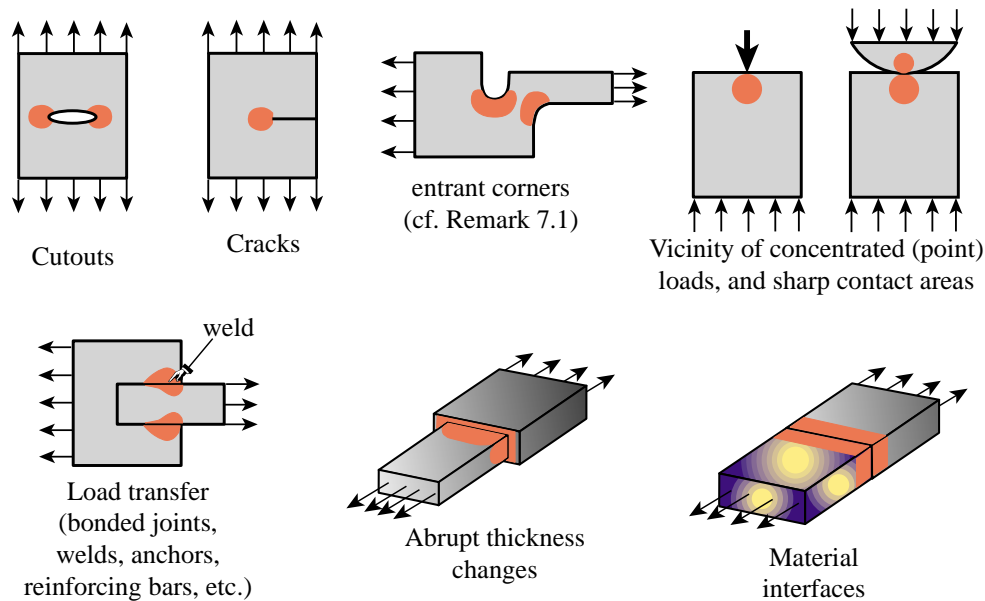 Cutouts
Cracks
entrant corners
(cf. Remark 7.1)
Vicinity of concentrated (point)
loads, and sharp contact areas
weld
Load transfer
(bonded joints,
welds, anchors,
reinforcing bars, etc.)
Abrupt thickness
changes
Material
interfaces